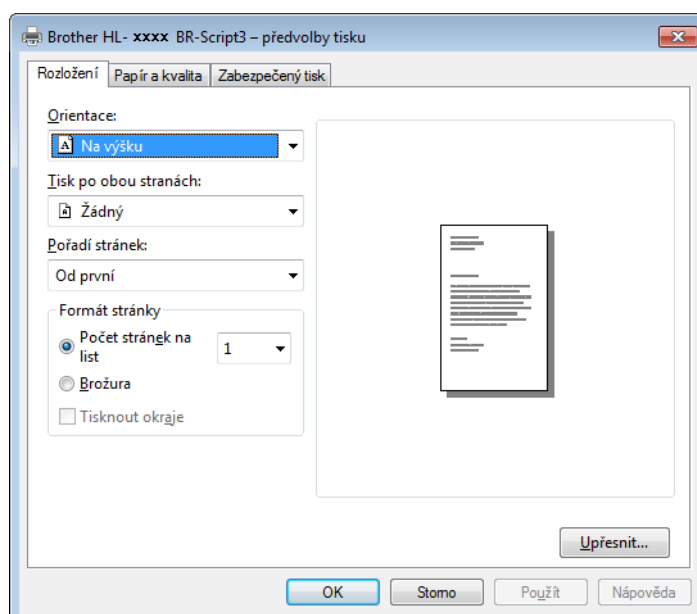 Brother HL- xxxx BR-Script3 – předvolby tisku
Rozložení Papír a kvalita Zabezpečený tisk
Orientace:
A Na výšku
Tisk po obou stranách:
A Žádný
Pořadí stránek:
Od první
Formát stránky
Počet stránek na
list
1
Brožura
Tisknout okraje
Upřesnit...
OK Storno Použít Nápověda